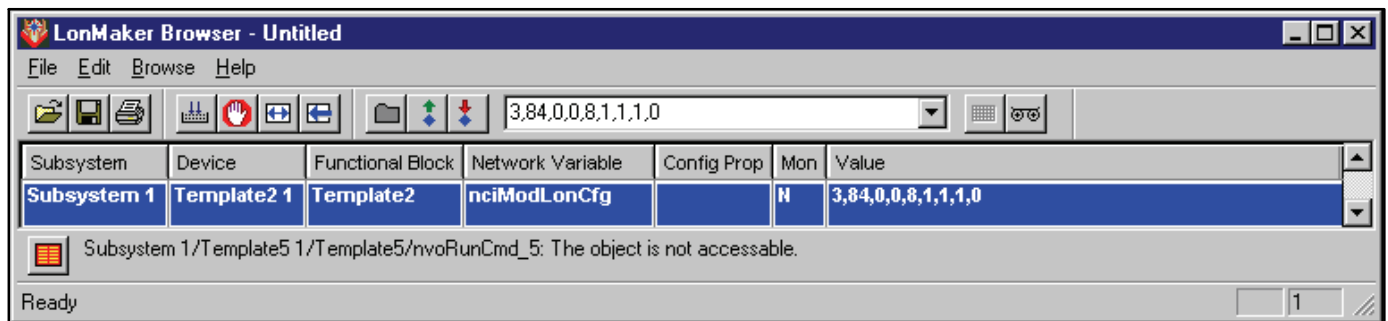 LonMaker Browser - Untitled
File Edit Browse Help
3,84,0,0,8,1,1,1,0
Subsystem Device Functional Block Network Variable Config Prop Mon Value
Subsystem 1 Template2 1 Template2 nciModLonCfg N 3,84,0,0,8,1,1,1,0
Subsystem 1/Template5 1/Template5/nvoRunCmd_5: The object is not accessable.
Ready 1